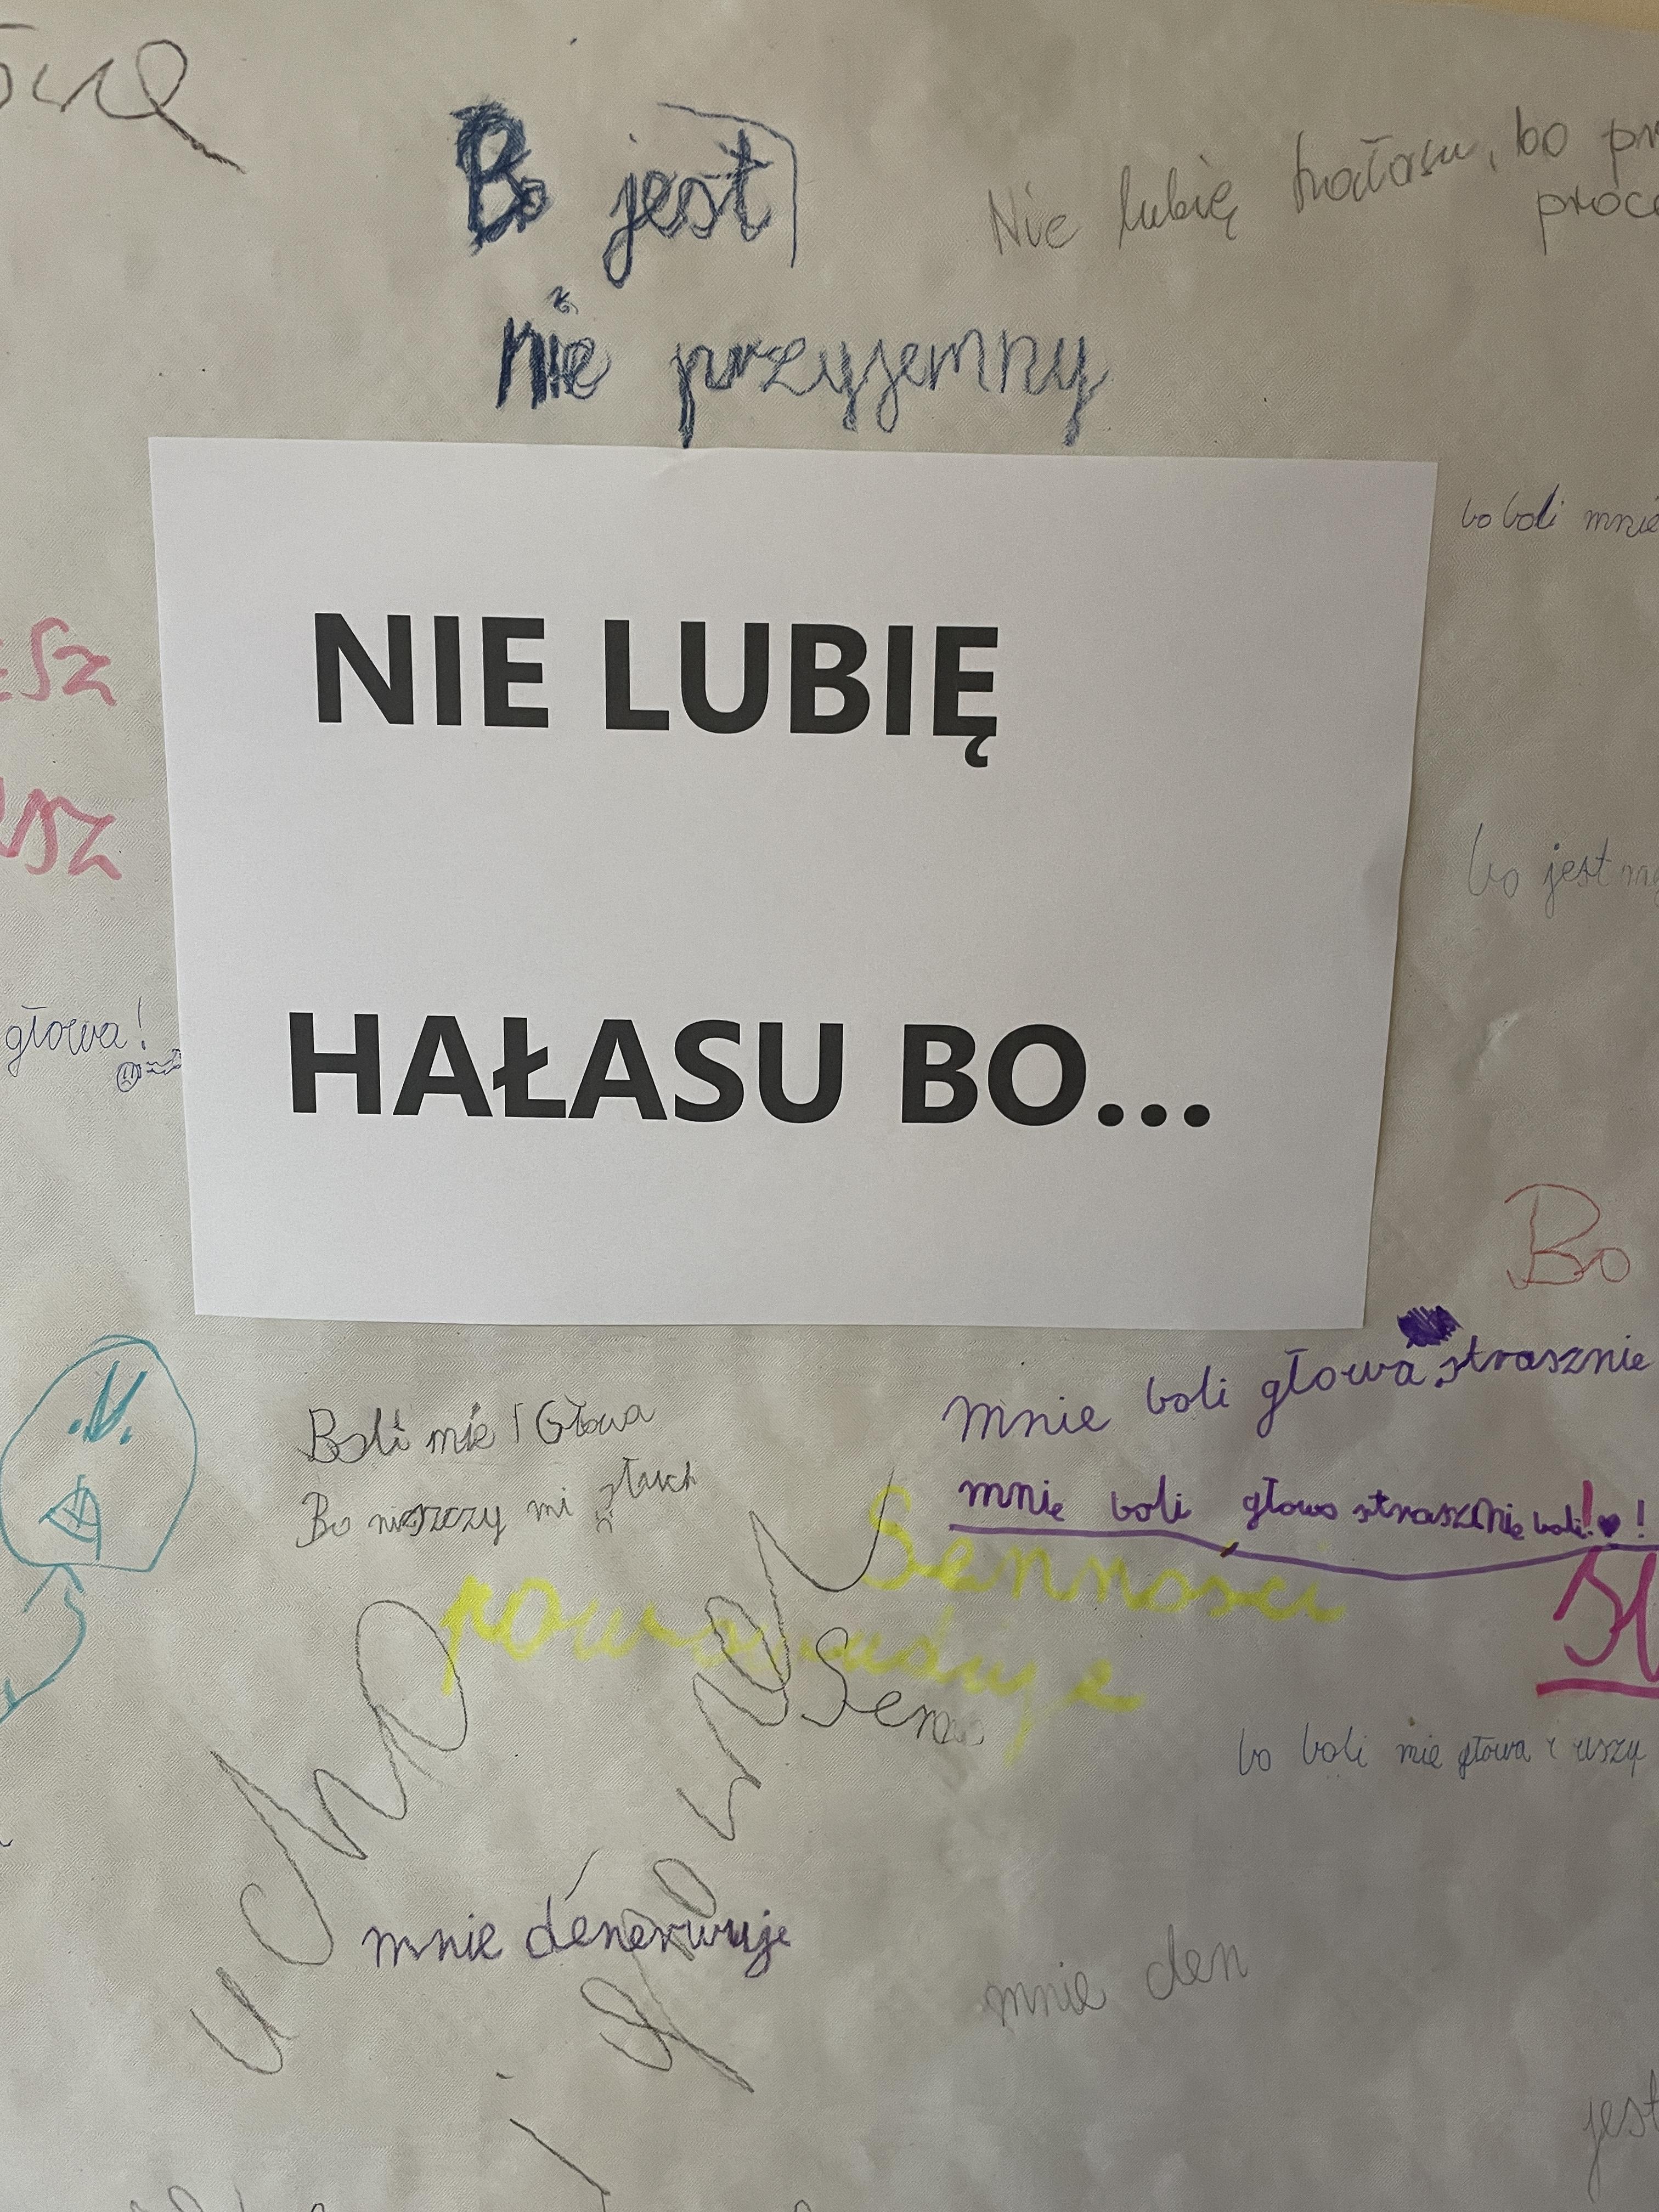 Bo jest
nie przyjemny
Nie lubię hałasu, bo
bo boli mnie
NIE LUBIĘ
HAŁASU BO...
bo jest
głowa!
Bo
mnie boli głowa strasznie
Boli mie Głowa
Bo niszczy mi słuch
mnie boli głowa strasznie boli! !
Senności
powoduje
bo boli mie głowa i uszy
mnie denerwuje
mnie den
jest